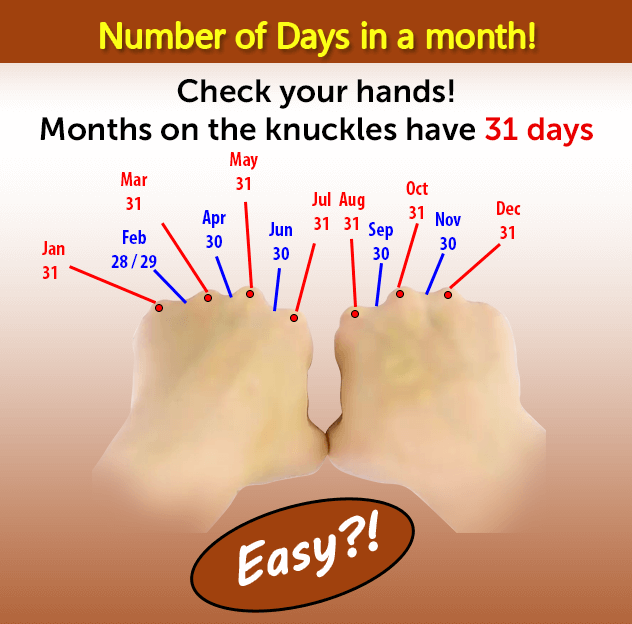 Number of Days in a month!
Check your hands!
Months on the knuckles have 31 days
Jan
31
Feb
28 / 29
Mar
31
Apr
30
May
31
Jun
30
Jul
31
Aug
31
Sep
30
Oct
31
Nov
30
Dec
31
Easy?!